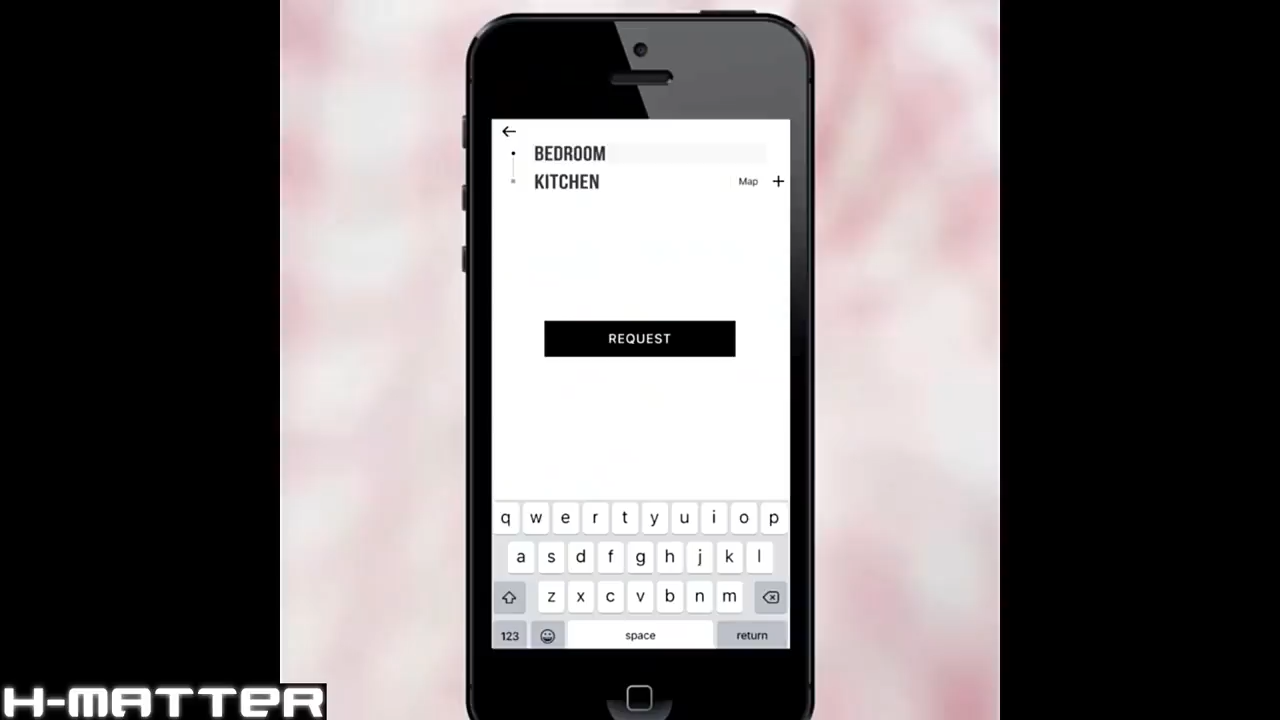 BEDROOM
KITCHEN
Map +
REQUEST
q w e r t y u i o p
a s d f g h j k l
z x c v b n m
123 space return
H-MATTER